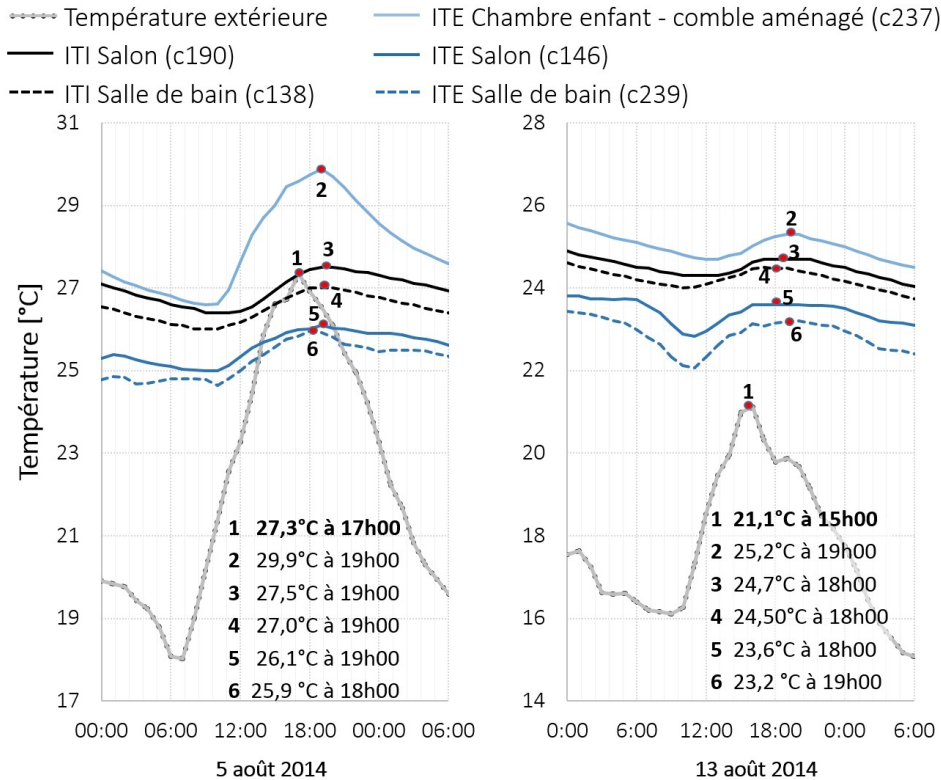 Température extérieure
ITE Chambre enfant - comble aménagé (c237)
ITI Salon (c190)
ITE Salon (c146)
ITI Salle de bain (c138)
ITE Salle de bain (c239)
Température [°C]
31
29
27
25
23
21
19
17
1
2
3
4
5
6
1 27,3°C à 17h00
2 29,9°C à 19h00
3 27,5°C à 19h00
4 27,0°C à 19h00
5 26,1°C à 19h00
6 25,9 °C à 18h00
00:00 06:00 12:00 18:00 00:00 06:00
5 août 2014
28
26
24
22
20
18
16
14
2
3
4
5
6
1
1 21,1°C à 15h00
2 25,2°C à 19h00
3 24,7°C à 18h00
4 24,50°C à 18h00
5 23,6°C à 18h00
6 23,2 °C à 19h00
0:00 6:00 12:00 18:00 0:00 6:00
13 août 2014